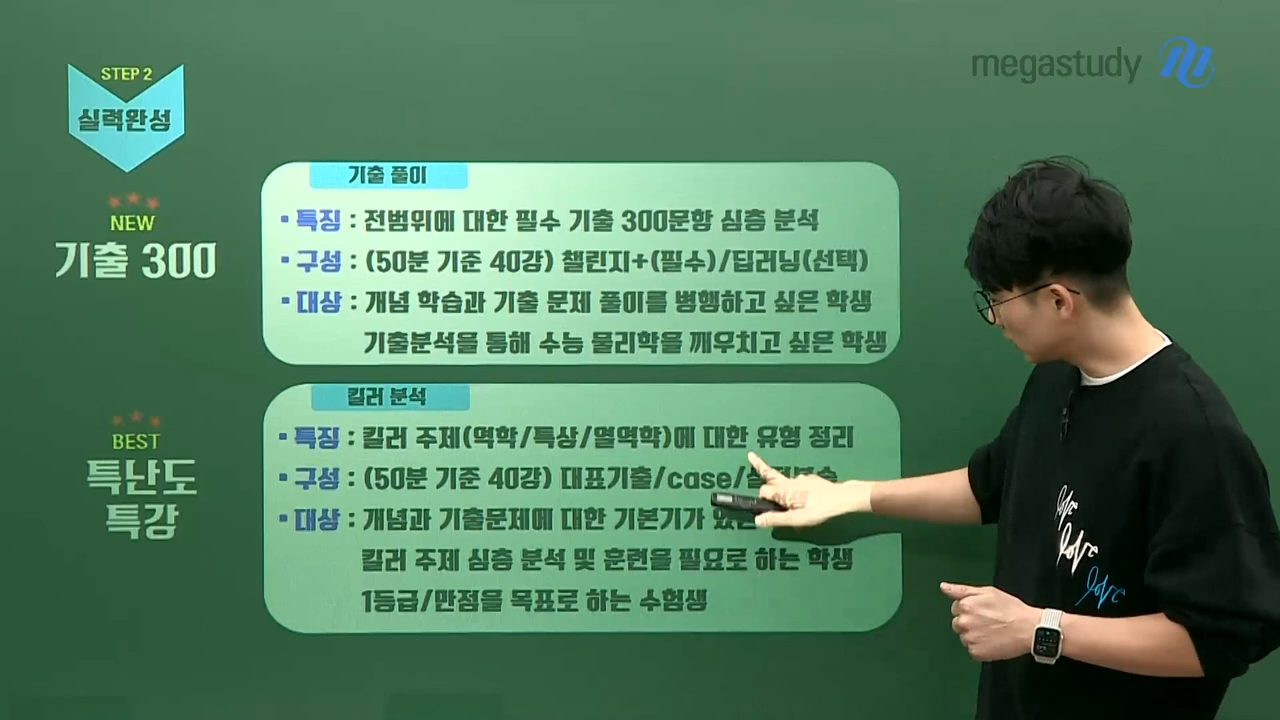 megastudy
STEP 2
실력완성
NEW
기출 300
기출 풀이
▪ 특징 : 전범위에 대한 필수 기출 300문항 심층 분석
▪ 구성 : (50분 기준 40강) 챌린지+(필수)/딥러닝(선택)
▪ 대상 : 개념 학습과 기출 문제 풀이를 병행하고 싶은 학생
기출분석을 통해 수능 물리학을 깨우치고 싶은 학생
BEST
특난도
특강
킬러 분석
▪ 특징 : 킬러 주제(역학/특상/열역학)에 대한 유형 정리
▪ 구성 : (50분 기준 40강) 대표기출/case/
▪ 대상 : 개념과 기출문제에 대한 기본기가
킬러 주제 심층 분석 및 훈련을 필요로 하는 학생
1등급/만점을 목표로 하는 수험생
love
love
love